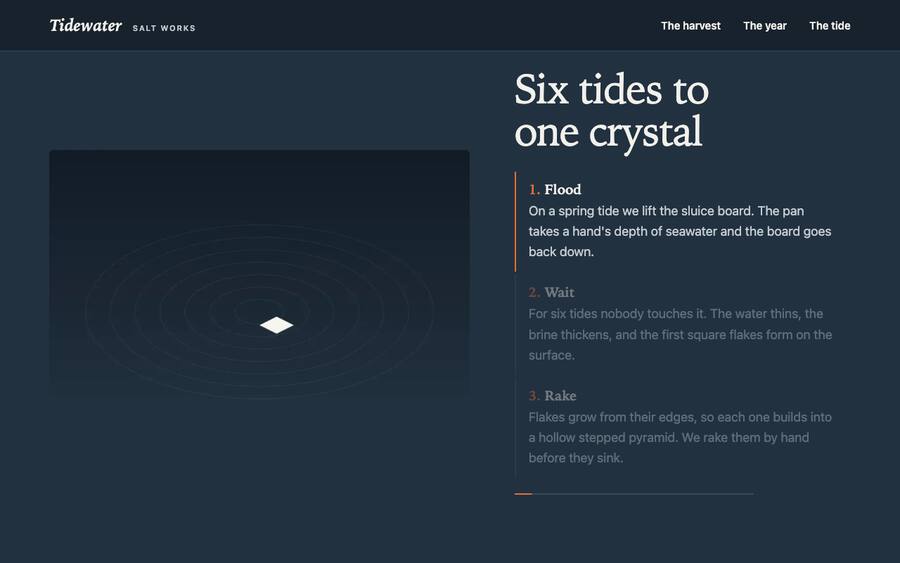 Tidewater SALT WORKS
The harvest The year The tide
Six tides to
one crystal
1. Flood
On a spring tide we lift the sluice board. The pan
takes a hand's depth of seawater and the board goes
back down.
2. Wait
For six tides nobody touches it. The water thins, the
brine thickens, and the first square flakes form on the
surface.
3. Rake
Flakes grow from their edges, so each one builds into
a hollow stepped pyramid. We rake them by hand
before they sink.